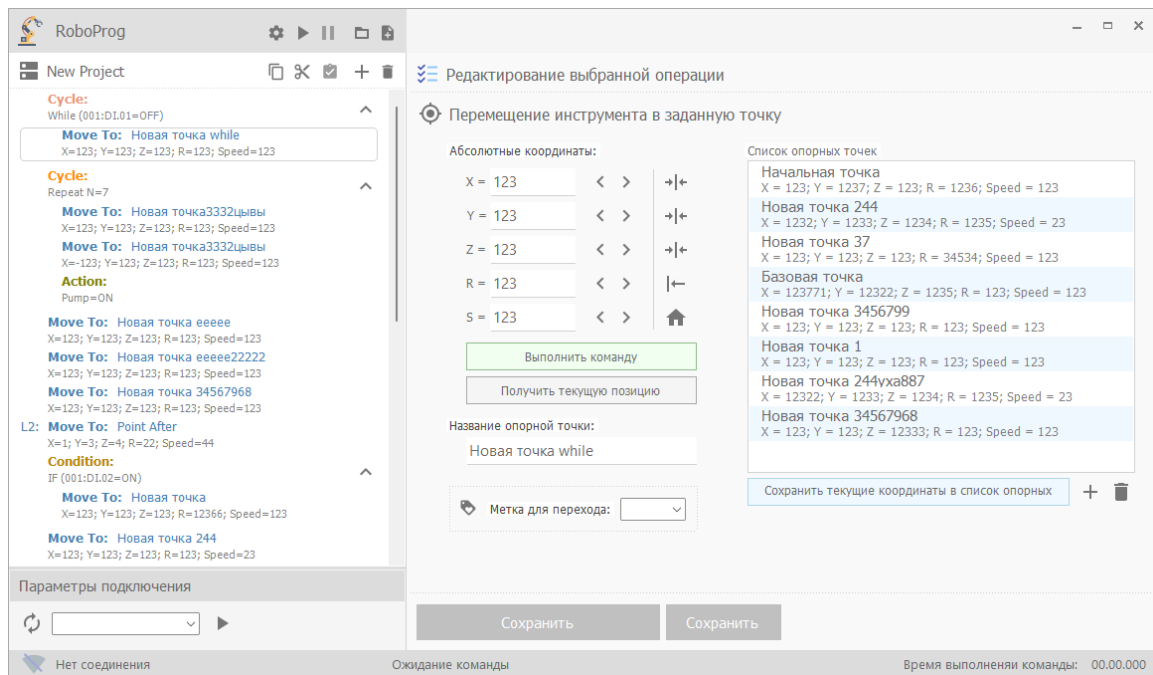 RoboProg
New Project
Cycle:
While (001:DI.01=OFF)
Move To: Новая точка while
X=123; Y=123; Z=123; R=123; Speed=123
Cycle:
Repeat N=7
Move To: Новая точка3332цывы
X=123; Y=123; Z=123; R=123; Speed=123
Move To: Новая точка3332цывы
X=-123; Y=123; Z=123; R=123; Speed=123
Action:
Pump=ON
Move To: Новая точка eeeee
X=123; Y=123; Z=123; R=123; Speed=123
Move To: Новая точка eeeee22222
X=123; Y=123; Z=123; R=123; Speed=123
Move To: Новая точка 34567968
X=123; Y=123; Z=123; R=123; Speed=123
L2: Move To: Point After
X=1; Y=3; Z=4; R=22; Speed=44
Condition:
IF (001:DI.02=ON)
Move To: Новая точка
X=123; Y=123; Z=123; R=12366; Speed=123
Move To: Новая точка 244
X=123; Y=123; Z=123; R=123; Speed=23
Параметры подключения
Нет соединения
Редактирование выбранной операции
Перемещение инструмента в заданную точку
Абсолютные координаты:
X = 123
Y = 123
Z = 123
R = 123
S = 123
Выполнить команду
Получить текущую позицию
Название опорной точки:
Новая точка while
Метка для перехода:
Список опорных точек
Начальная точка
X = 123; Y = 1237; Z = 123; R = 1236; Speed = 123
Новая точка 244
X = 1232; Y = 1233; Z = 1234; R = 1235; Speed = 23
Новая точка 37
X = 123; Y = 123; Z = 123; R = 34534; Speed = 123
Базовая точка
X = 123771; Y = 12322; Z = 1235; R = 123; Speed = 123
Новая точка 3456799
X = 123; Y = 123; Z = 123; R = 123; Speed = 123
Новая точка 1
X = 123; Y = 123; Z = 123; R = 123; Speed = 123
Новая точка 244уха887
X = 12322; Y = 1233; Z = 1234; R = 1235; Speed = 23
Новая точка 34567968
X = 123; Y = 123; Z = 12333; R = 123; Speed = 123
Сохранить текущие координаты в список опорных
Сохранить
Сохранить
Ожидание команды
Время выполненяи команды: 00.00.000